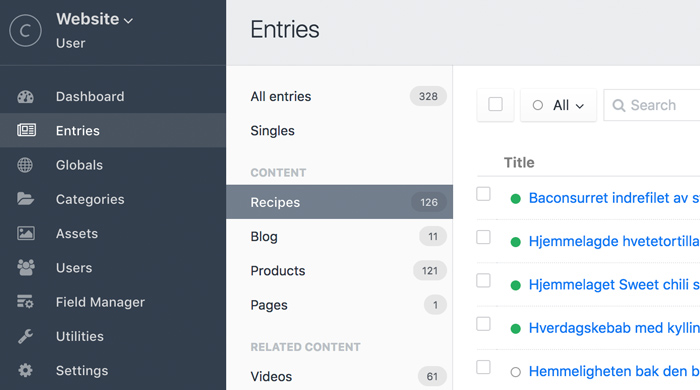 C
Website
User
Dashboard
Entries
Globals
Categories
Assets
Users
Field Manager
Utilities
Settings
Entries
All entries 328
Singles
CONTENT
Recipes 126
Blog 11
Products 121
Pages 1
RELATED CONTENT
Videos 61
All
Search
Title
Baconsurret indrefilet av
Hjemmelagde hvetetortilla
Hjemmelaget Sweet chili
Hverdagskebab med kyllin
Hemmeligheten bak den